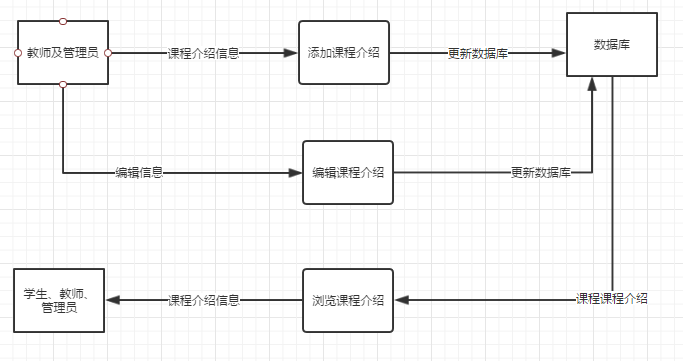 教师及管理员
课程介绍信息
添加课程介绍
更新数据库
数据库
编辑信息
编辑课程介绍
更新数据库
学生、教师、
管理员
课程介绍信息
浏览课程介绍
课程课程介绍